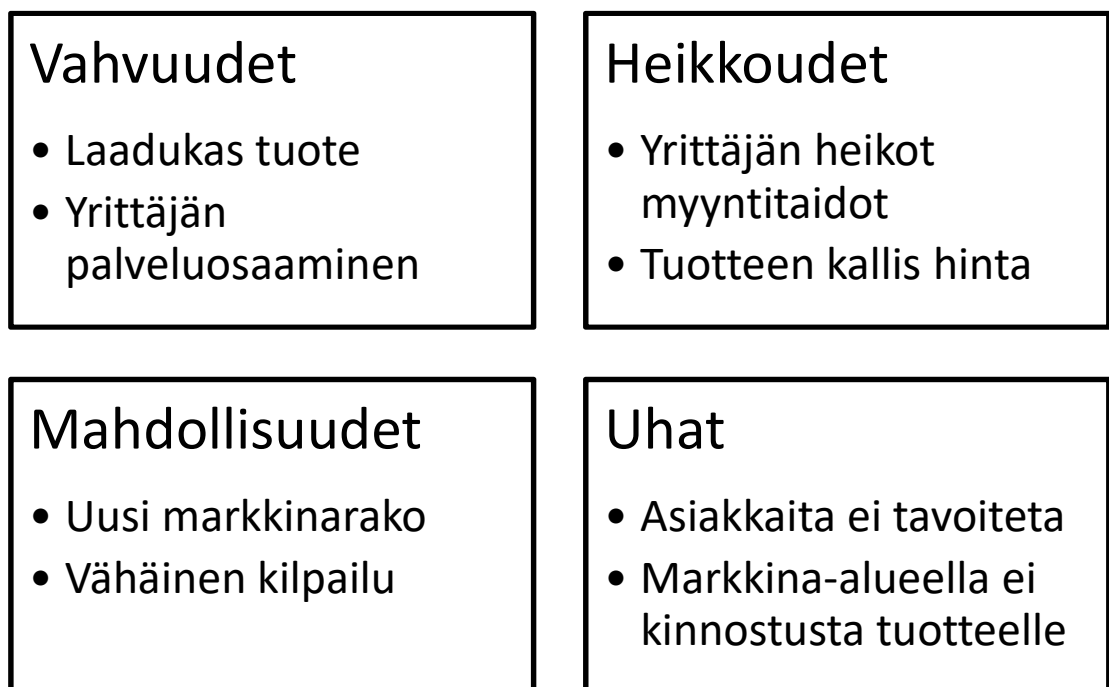 Vahvuudet
• Laadukas tuote
• Yrittäjän
palveluosaaminen
Heikkoudet
• Yrittäjän heikot
myyntitaidot
• Tuotteen kallis hinta
Mahdollisuudet
• Uusi markkinarako
• Vähäinen kilpailu
Uhat
• Asiakkaita ei tavoiteta
• Markkina-alueella ei
kinnostusta tuotteelle